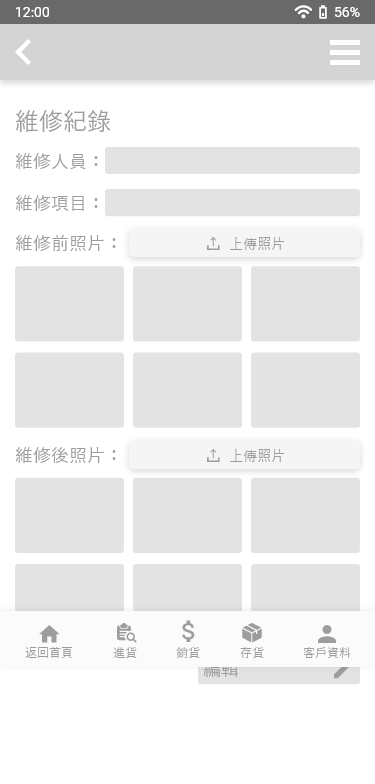 12:00 56%
維修紀錄
維修人員：
維修項目：
維修前照片： 上傳照片
維修後照片： 上傳照片
返回首頁 進貨 銷貨 存貨 客戶資料
編輯